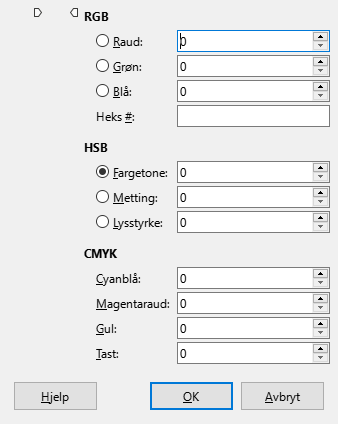 RGB
Raud: 0
Grøn: 0
Blå: 0
Heks #:
HSB
Fargetone: 0
Metting: 0
Lysstyrke: 0
CMYK
Cyanblå: 0
Magentaraud: 0
Gul: 0
Tast: 0
Hjelp OK Avbryt